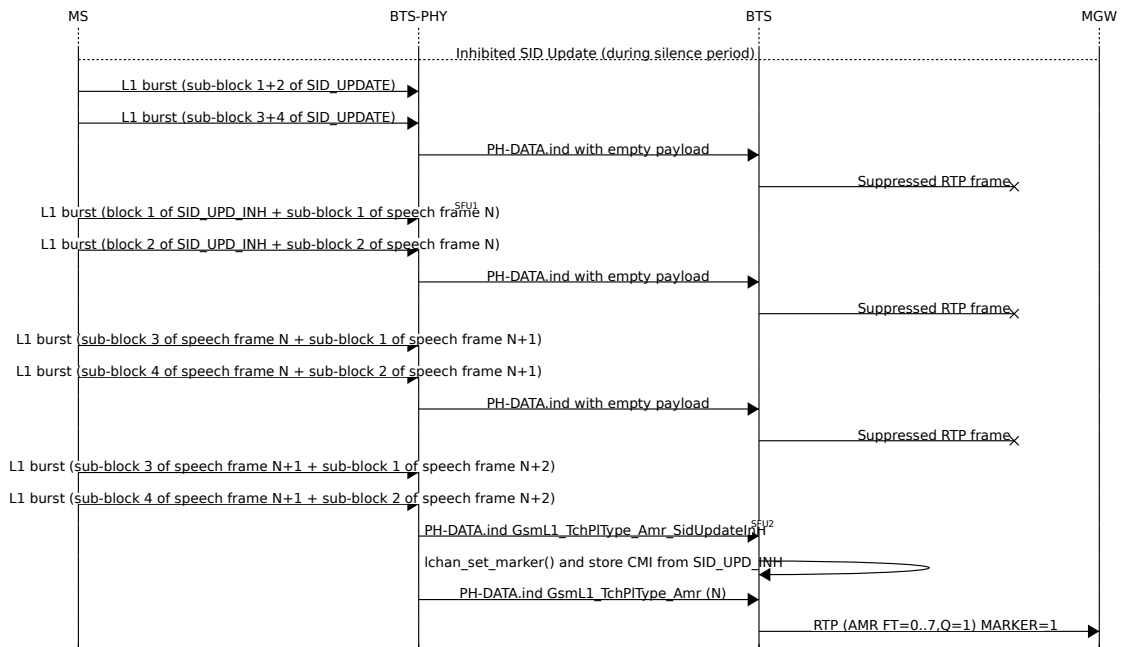 MS
BTS-PHY
BTS
MGW
Inhibited SID Update (during silence period)
L1 burst (sub-block 1+2 of SID_UPDATE)
L1 burst (sub-block 3+4 of SID_UPDATE)
PH-DATA.ind with empty payload
Suppressed RTP frame
SFU1
L1 burst (block 1 of SID_UPD_INH + sub-block 1 of speech frame N)
L1 burst (block 2 of SID_UPD_INH + sub-block 2 of speech frame N)
PH-DATA.ind with empty payload
Suppressed RTP frame
L1 burst (sub-block 3 of speech frame N + sub-block 1 of speech frame N+1)
L1 burst (sub-block 4 of speech frame N + sub-block 2 of speech frame N+1)
PH-DATA.ind with empty payload
Suppressed RTP frame
L1 burst (sub-block 3 of speech frame N+1 + sub-block 1 of speech frame N+2)
L1 burst (sub-block 4 of speech frame N+1 + sub-block 2 of speech frame N+2)
SFU2
PH-DATA.ind GsmL1_TchPlType_Amr_SidUpdateInH
lchan_set_marker() and store CMI from SID_UPD_INH
PH-DATA.ind GsmL1_TchPlType_Amr (N)
RTP (AMR FT=0..7,Q=1) MARKER=1